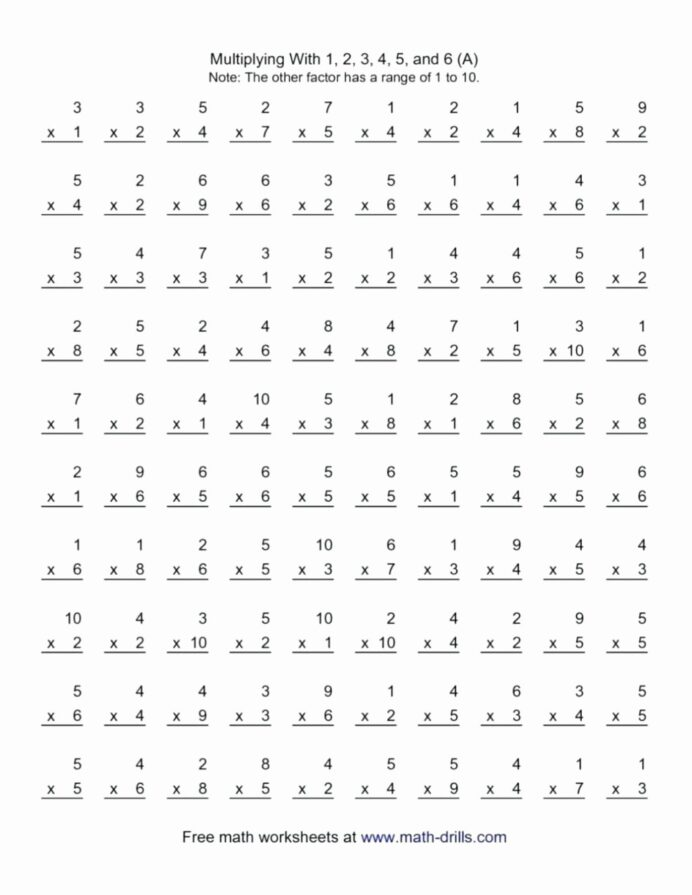 Multiplying With 1, 2, 3, 4, 5, and 6 (A)
Note: The other factor has a range of 1 to 10.
3 3 5 2 7 1 2 1 5 9
x 1 x 2 x 4 x 7 x 5 x 4 x 2 x 4 x 8 x 2
5 2 6 6 3 5 1 1 4 3
x 4 x 2 x 9 x 6 x 2 x 6 x 6 x 4 x 6 x 1
5 4 7 3 5 1 4 4 5 1
x 3 x 3 x 3 x 1 x 2 x 2 x 3 x 6 x 6 x 2
2 5 2 4 8 4 7 1 3 1
x 8 x 5 x 4 x 6 x 4 x 8 x 2 x 5 x 10 x 6
7 6 4 10 5 1 2 8 5 6
x 1 x 2 x 1 x 4 x 3 x 8 x 1 x 6 x 2 x 8
2 9 6 6 5 6 5 5 9 6
x 1 x 6 x 5 x 6 x 5 x 5 x 1 x 4 x 5 x 6
1 1 2 5 10 6 1 9 4 4
x 6 x 8 x 6 x 5 x 3 x 7 x 3 x 4 x 5 x 3
10 4 3 5 10 2 4 2 9 5
x 2 x 2 x 10 x 2 x 1 x 10 x 4 x 2 x 5 x 5
5 4 4 3 9 1 4 6 3 5
x 6 x 4 x 9 x 3 x 6 x 2 x 5 x 3 x 4 x 5
5 4 2 8 4 5 5 4 1 1
x 5 x 6 x 8 x 5 x 2 x 4 x 9 x 4 x 7 x 3
Free math worksheets at www.math-drills.com